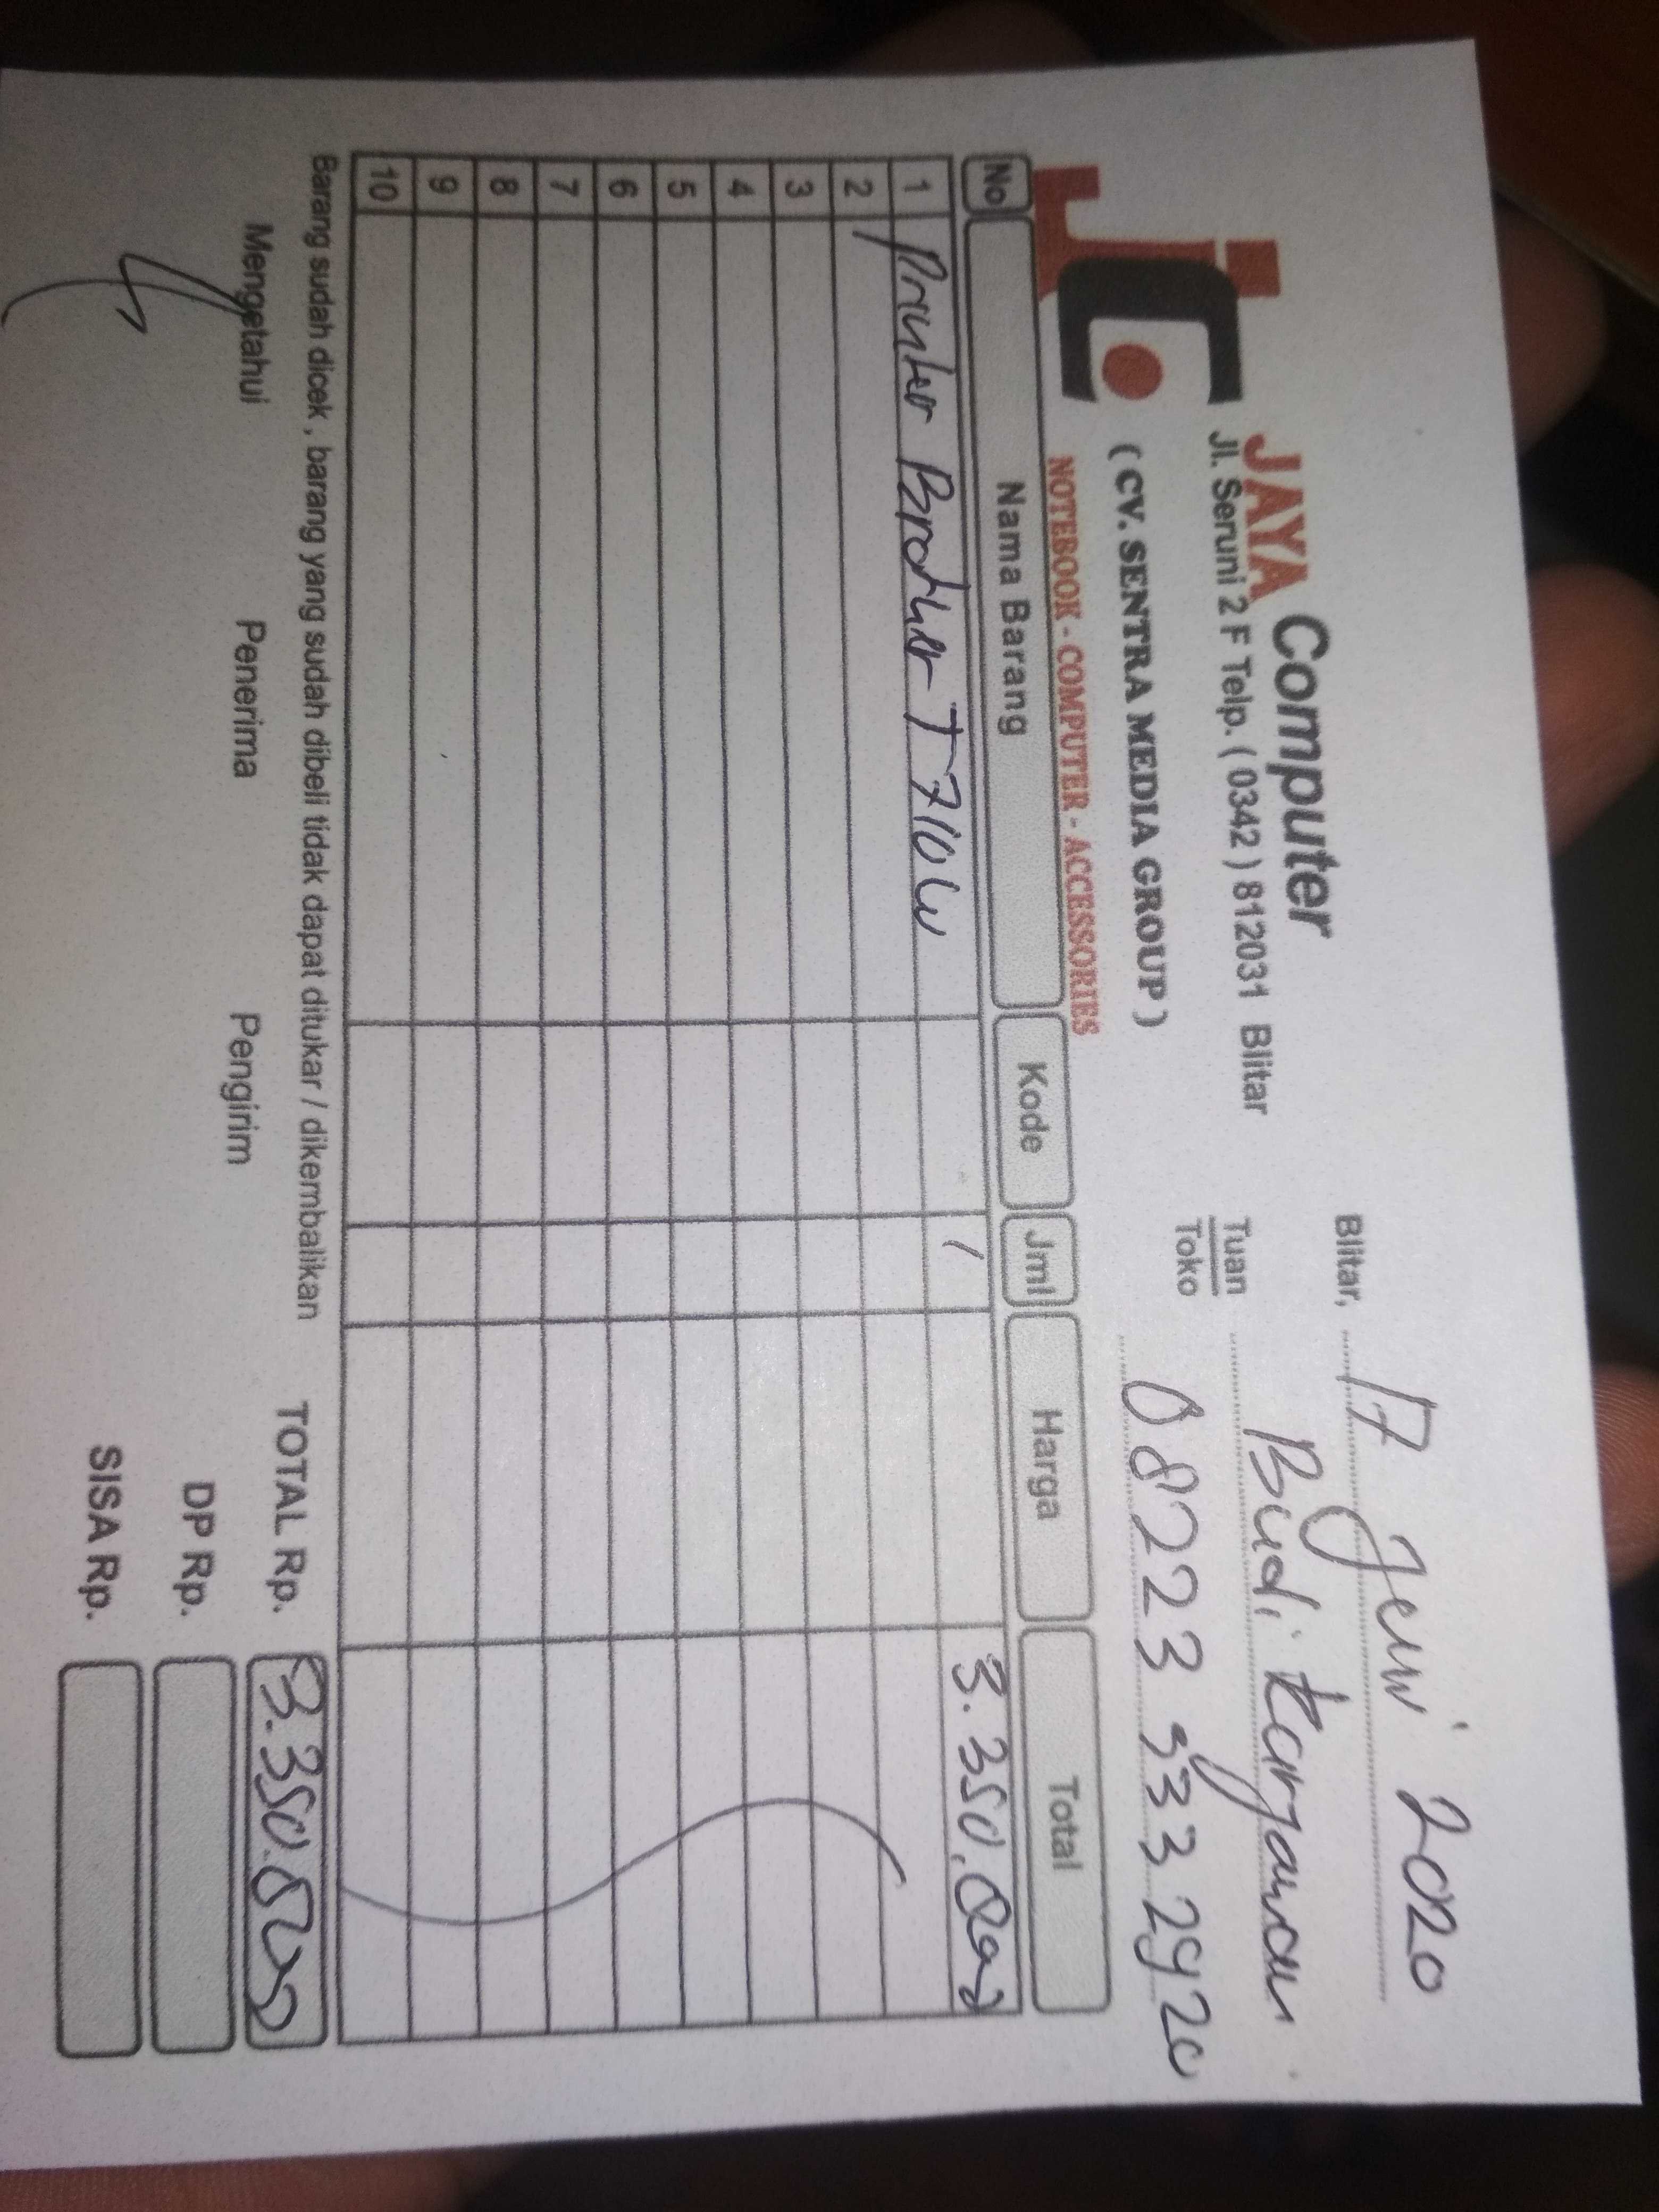 JC
JAYA Computer
Jl. Seruni 2 F Telp. ( 0342 ) 812031 Blitar
( CV. SENTRA MEDIA GROUP )
NOTEBOOK - COMPUTER - ACCESSORIES
Blitar, 17 Juni 2020
Tuan Budi
Toko 08223 333 2920
No Nama Barang Kode Jml Harga Total
1 Printer Brother T 710 W 1 3.350.000
2
3
4
5
6
7
8
9
10
Barang sudah dicek , barang yang sudah dibeli tidak dapat ditukar / dikembalikan
TOTAL Rp. 3.350.000
Mengetahui Penerima Pengirim
DP Rp.
SISA Rp.